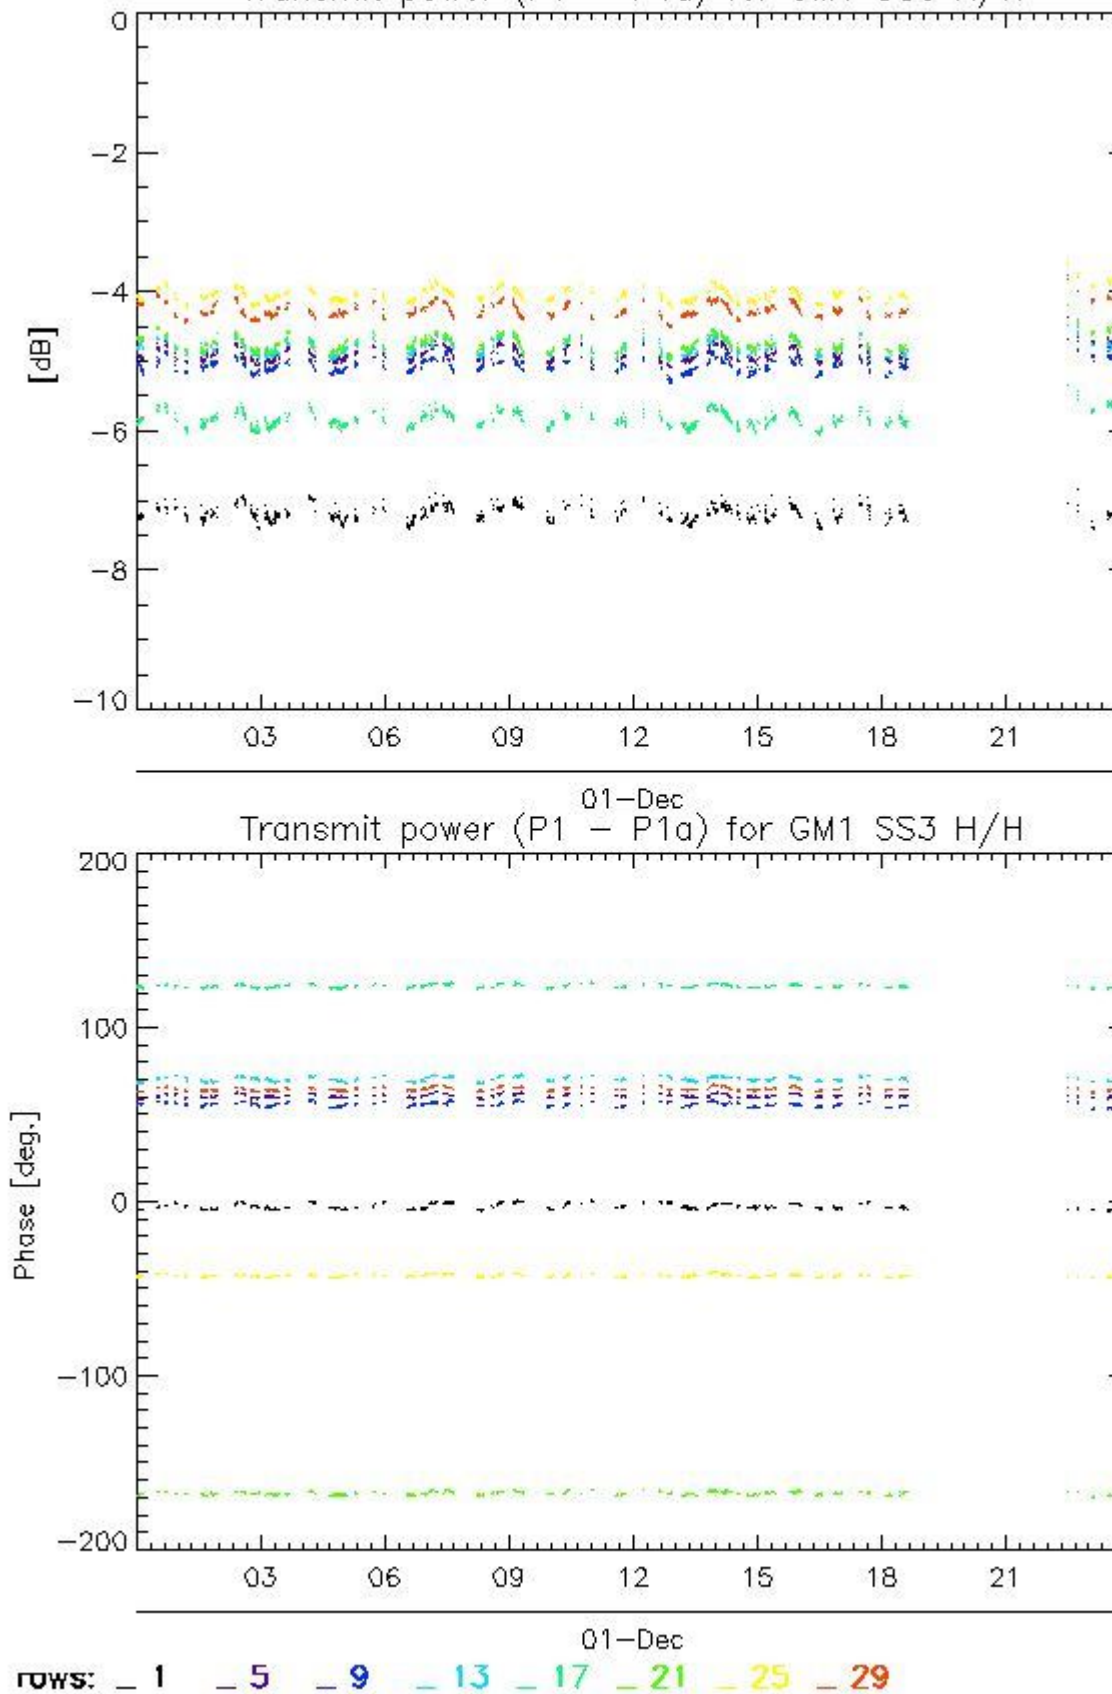 0
−2
−4
[dB]
−6
−8
−10
03 06 09 12 15 18 21
01−Dec
Transmit power (P1 − P1a) for GM1 SS3 H/H
200
100
Phase [deg.]
0
−100
−200
03 06 09 12 15 18 21
01−Dec
rows: _ 1 _ 5 _ 9 _ 13 _ 17 _ 21 _ 25 _ 29